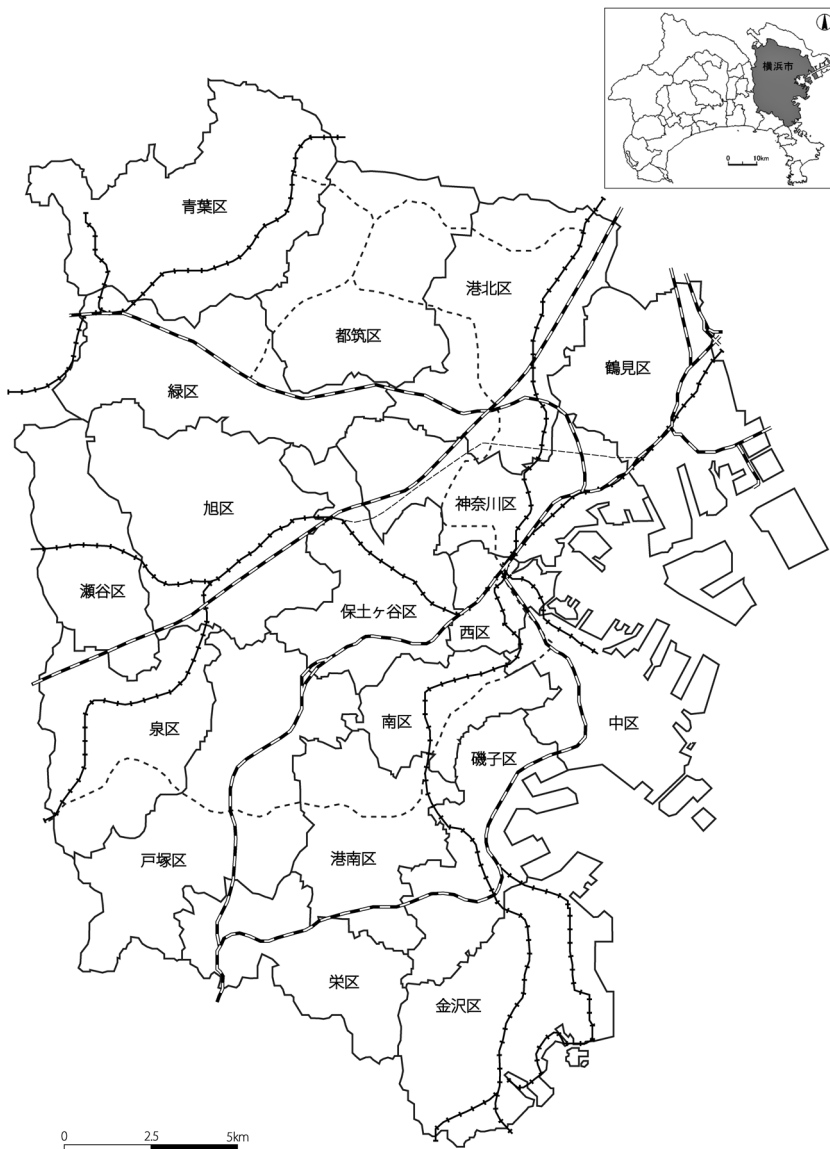 横浜市
0 10km
青葉区
港北区
都筑区
鶴見区
緑区
神奈川区
旭区
瀬谷区
保土ヶ谷区
西区
南区
中区
泉区
磯子区
戸塚区
港南区
栄区
金沢区
0 2.5 5km